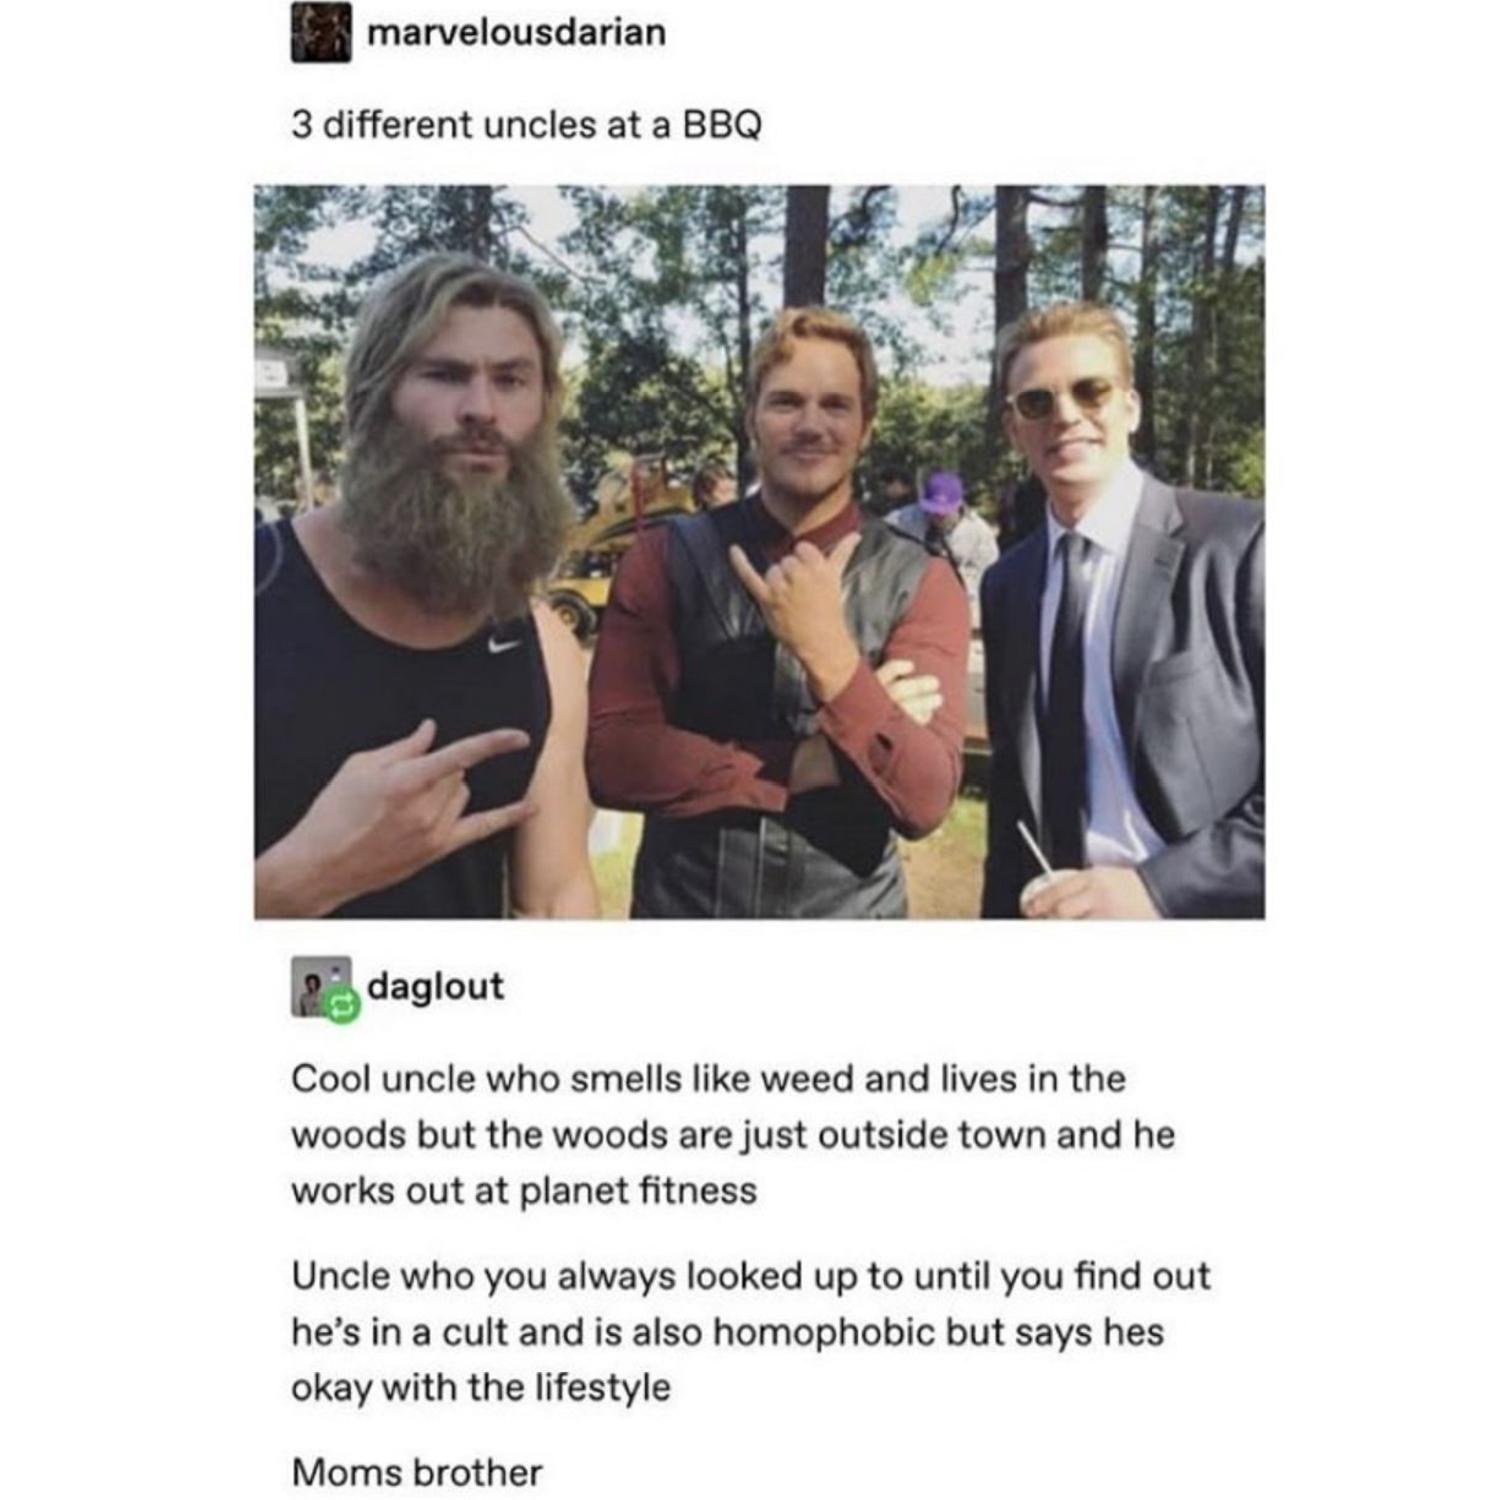 marvelousdarian
3 different uncles at a BBQ
daglout
Cool uncle who smells like weed and lives in the
woods but the woods are just outside town and he
works out at planet fitness
Uncle who you always looked up to until you find out
he's in a cult and is also homophobic but says hes
okay with the lifestyle
Moms brother